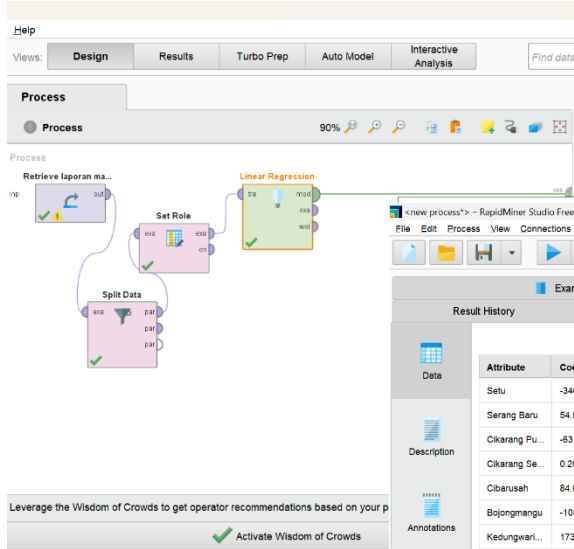 Help
Views:
Design
Results
Turbo Prep
Auto Model
Interactive
Analysis
Find data
Process
Process
90%
Process
Retrieve laporan ma...
Linear Regression
inp
out
tra
mod
exa
wei
res
Set Role
exa
exa
ori
Split Data
exa
par
par
par
<new process*> – RapidMiner Studio Free
File Edit Process View Connections
Result History
Data
Attribute
Setu
Serang Baru
Cikarang Pu...
-63
Cikarang Se...
Cibarusah
Bojongmangu
Kedungwari...
173
Description
Annotations
Leverage the Wisdom of Crowds to get operator recommendations based on your p
Activate Wisdom of Crowds